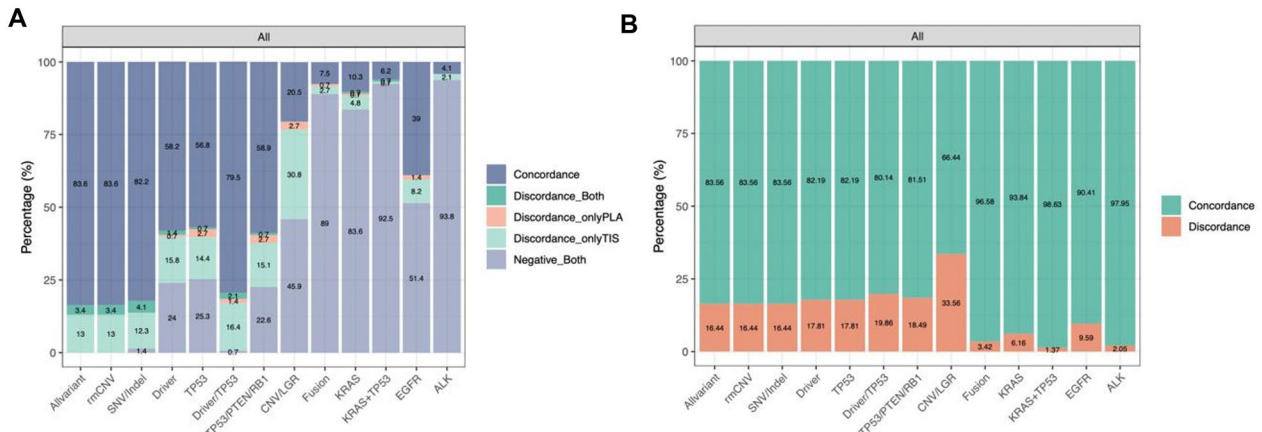 A
All
Percentage (%)
100
75
50
25
0
83.6
3.4
13
83.6
3.4
13
82.2
4.1
12.3
1.4
58.2
1.4
0.7
15.8
24
56.8
0.7
2.7
14.4
25.3
79.5
2.1
1.4
16.4
0.7
58.9
0.7
2.7
15.1
22.6
20.5
2.7
30.8
45.9
7.5
0.7
2.7
89
10.3
0.7
4.8
83.6
6.2
0.7
92.5
39
1.4
8.2
51.4
4.1
2.1
93.8
Allvariant
rmCNV
SNV/Indel
Driver
TP53
Driver/TP53
TP53/PTEN/RB1
CNV/LGR
Fusion
KRAS
KRAS+TP53
EGFR
ALK
Concordance
Discordance_Both
Discordance_onlyPLA
Discordance_onlyTIS
Negative_Both
B
All
Percentage (%)
100
75
50
25
0
83.56
16.44
83.56
16.44
83.56
16.44
82.19
17.81
82.19
17.81
80.14
19.86
81.51
18.49
66.44
33.56
96.58
3.42
93.84
6.16
98.63
1.37
90.41
9.59
97.95
2.05
Allvariant
rmCNV
SNV/Indel
Driver
TP53
Driver/TP53
TP53/PTEN/RB1
CNV/LGR
Fusion
KRAS
KRAS+TP53
EGFR
ALK
Concordance
Discordance